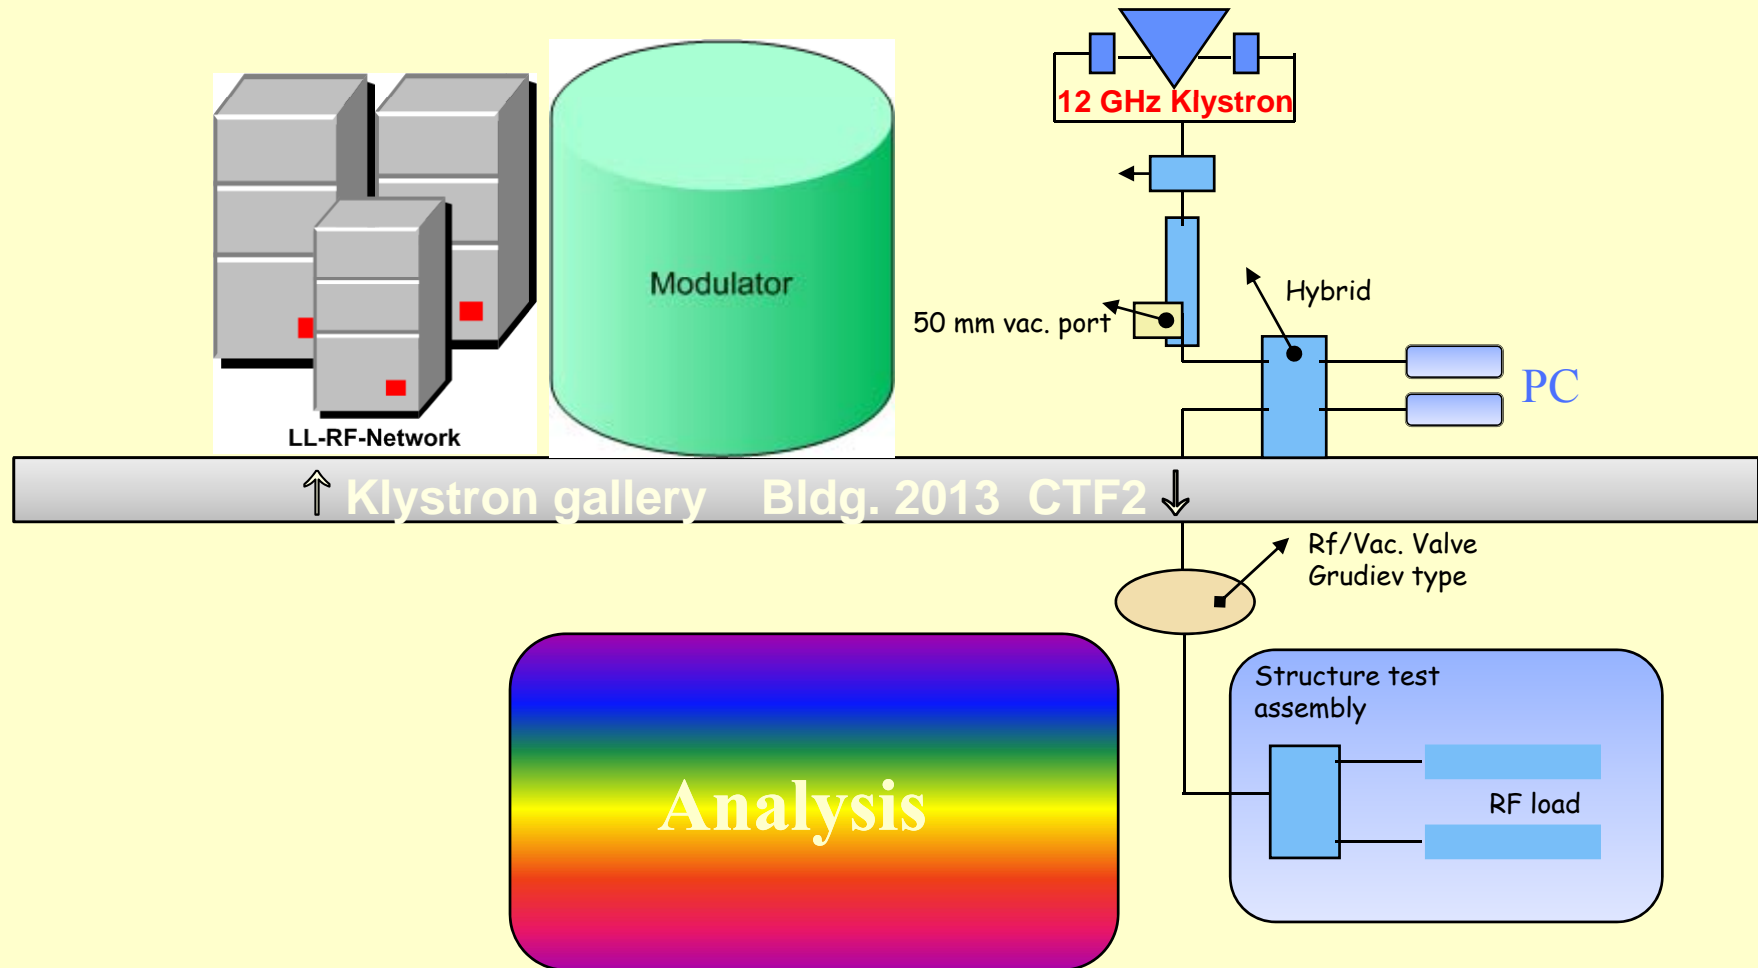 12 GHz Klystron
Modulator
Hybrid
50 mm vac. port
PC
LL-RF-Network
↑ Klystron gallery Bldg. 2013 CTF2 ↓
Rf/Vac. Valve
Grudiev type
Structure test
assembly
Analysis
RF load